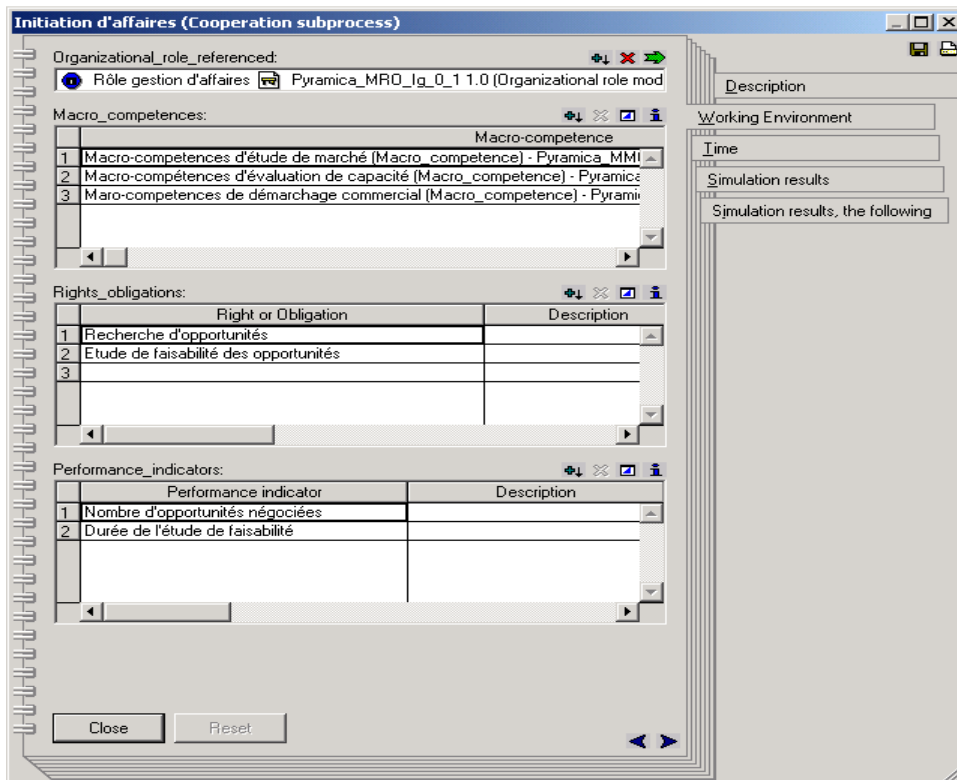 Initiation d'affaires (Cooperation subprocess)
Organizational_role_referenced:
Rôle gestion d'affaires Pyramica_MRO_Ig_0_1 1.0 (Organizational role mod
Macro_competences:
Macro-competence
1 Macro-competences d'étude de marché (Macro_competence) - Pyramica_MM
2 Macro-compétences d'évaluation de capacité (Macro_competence) - Pyramica
3 Maro-competences de démarchage commercial (Macro_competence) - Pyrami
Rights_obligations:
Right or Obligation Description
1 Recherche d'opportunités
2 Etude de faisabilité des opportunités
3
Performance_indicators:
Performance indicator Description
1 Nombre d'opportunités négociées
2 Durée de l'étude de faisabilité
Close Reset
Description
Working Environment
Time
Simulation results
Simulation results, the following